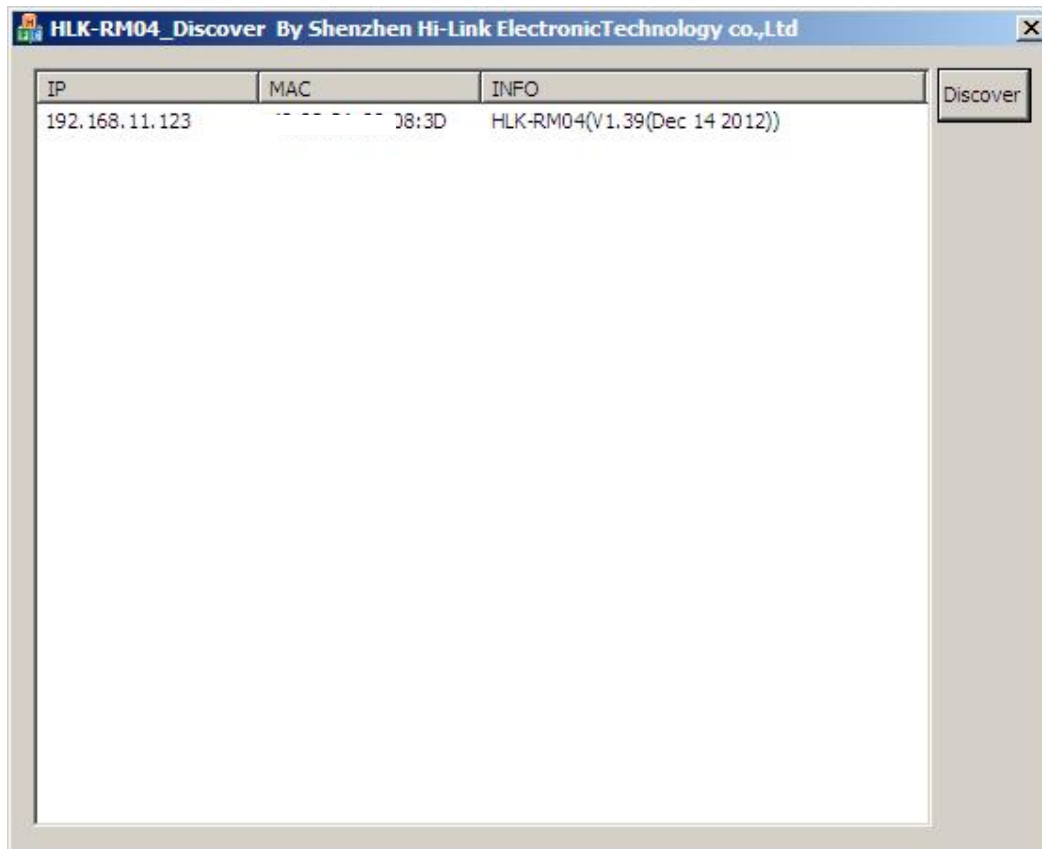 HLK-RM04_Discover By Shenzhen Hi-Link ElectronicTechnology co.,Ltd
IP MAC INFO
Discover
192.168.11.123 08:3D HLK-RM04(V1.39(Dec 14 2012))